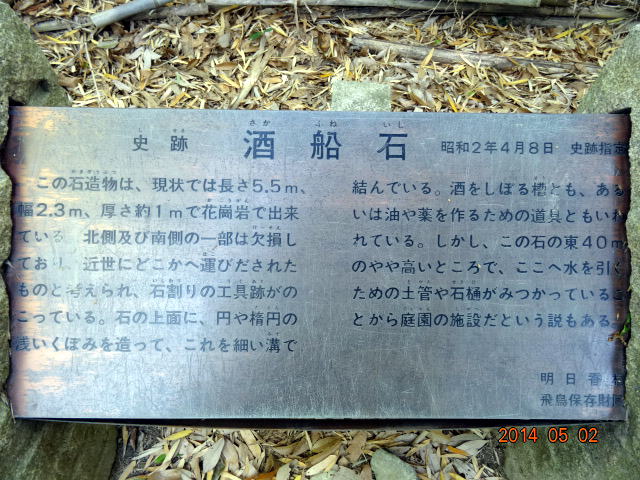 史跡 酒船石 昭和2年4月8日 史跡指定
この石造物は、現状では長さ5.5m、
幅2.3m、厚さ約1mで花崗岩で出来
ている 北側及び南側の一部は欠損し
ており、近世にどこかへ運びだされた
ものと考えられ、石割りの工具跡がの
こっている。石の上面に、円や楕円の
浅いくぼみを造って、これを細い溝で
結んでいる。酒をしぼる槽とも、ある
いは油や薬を作るための道具ともいわ
れている。しかし、この石の東40m
のやや高いところで、ここへ水を引く
ための土管や石樋がみつかっているこ
とから庭園の施設だという説もある。
明日香村
飛鳥保存財団
2014 05 02